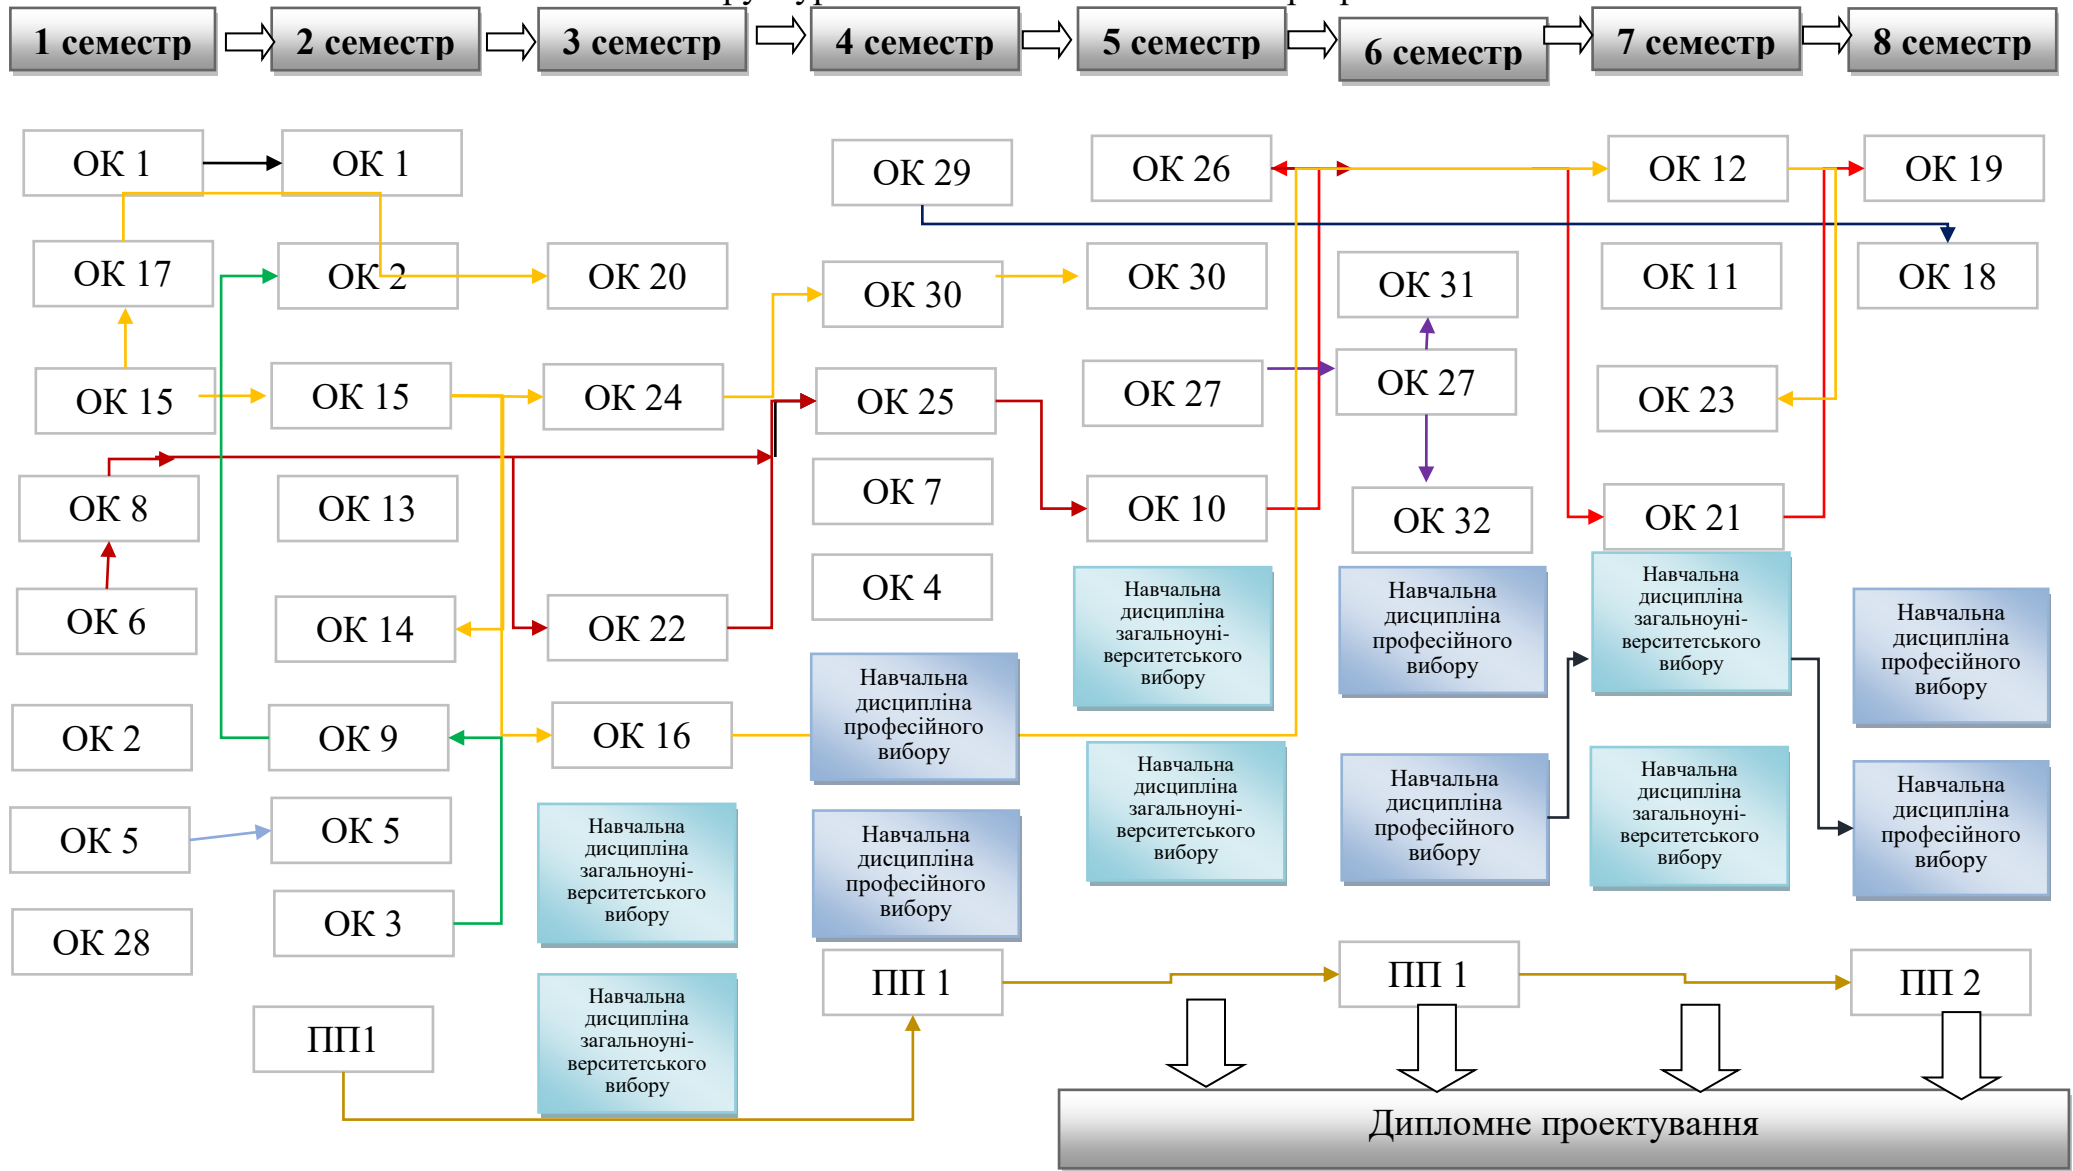 1 семестр
2 семестр
3 семестр
4 семестр
5 семестр
6 семестр
7 семестр
8 семестр
ОК 1
ОК 17
ОК 15
ОК 8
ОК 6
ОК 2
ОК 5
ОК 28
ОК 1
ОК 2
ОК 15
ОК 13
ОК 14
ОК 9
ОК 5
ОК 3
ПП1
ОК 20
ОК 24
ОК 22
ОК 16
Навчальна
дисципліна
загальноуні-
верситетського
вибору
Навчальна
дисципліна
загальноуні-
верситетського
вибору
ОК 29
ОК 30
ОК 25
ОК 7
ОК 4
Навчальна
дисципліна
професійного
вибору
Навчальна
дисципліна
професійного
вибору
ПП 1
ОК 26
ОК 30
ОК 27
ОК 10
Навчальна
дисципліна
загальноуні-
верситетського
вибору
Навчальна
дисципліна
загальноуні-
верситетського
вибору
ОК 31
ОК 27
ОК 32
Навчальна
дисципліна
професійного
вибору
Навчальна
дисципліна
професійного
вибору
ПП 1
ОК 12
ОК 11
ОК 23
ОК 21
Навчальна
дисципліна
загальноуні-
верситетського
вибору
Навчальна
дисципліна
загальноуні-
верситетського
вибору
ОК 19
ОК 18
Навчальна
дисципліна
професійного
вибору
Навчальна
дисципліна
професійного
вибору
ПП 2
Дипломне проектування